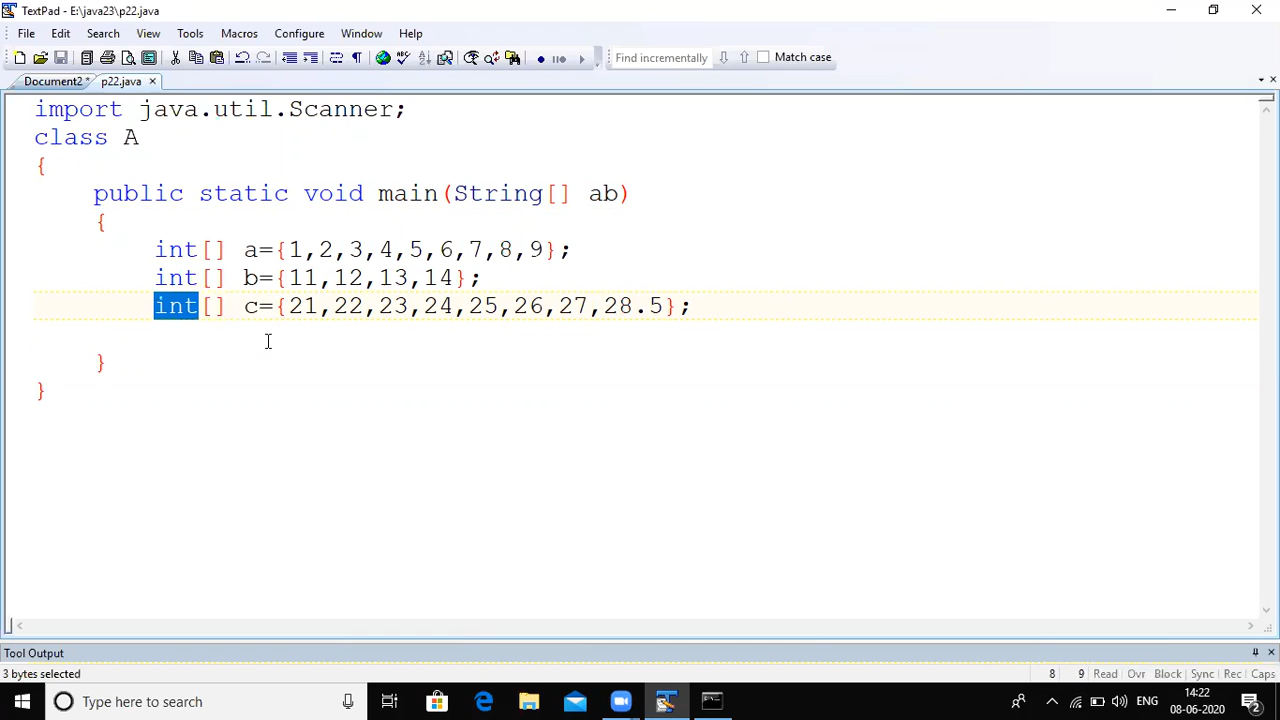 TextPad - E:\java23\p22.java
File Edit Search View Tools Macros Configure Window Help
Find incrementally Match case
Document2 * p22.java
import java.util.Scanner;
class A
{
public static void main(String[] ab)
{
int[] a={1,2,3,4,5,6,7,8,9};
int[] b={11,12,13,14};
int[] c={21,22,23,24,25,26,27,28.5};
}
}
Tool Output
3 bytes selected 8 9 Read Ovr Block Sync Rec Caps
Type here to search
ENG
14:22
08-06-2020
2